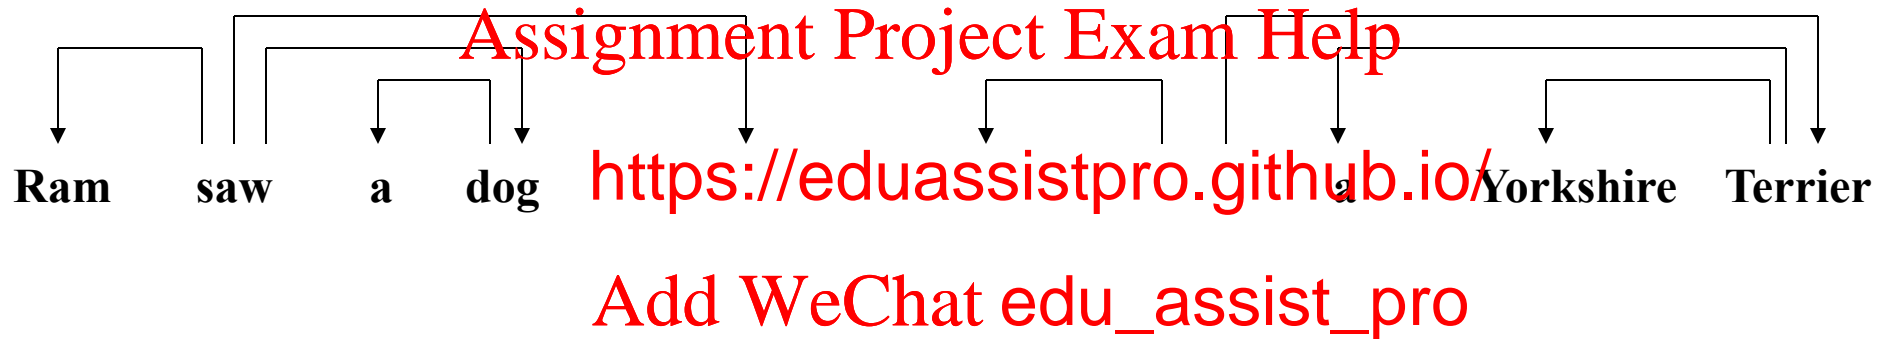 Assignment Project Exam Help
Ram saw a dog https://eduassistpro.github.io/ a Yorkshire Terrier
Add WeChat edu_assist_pro